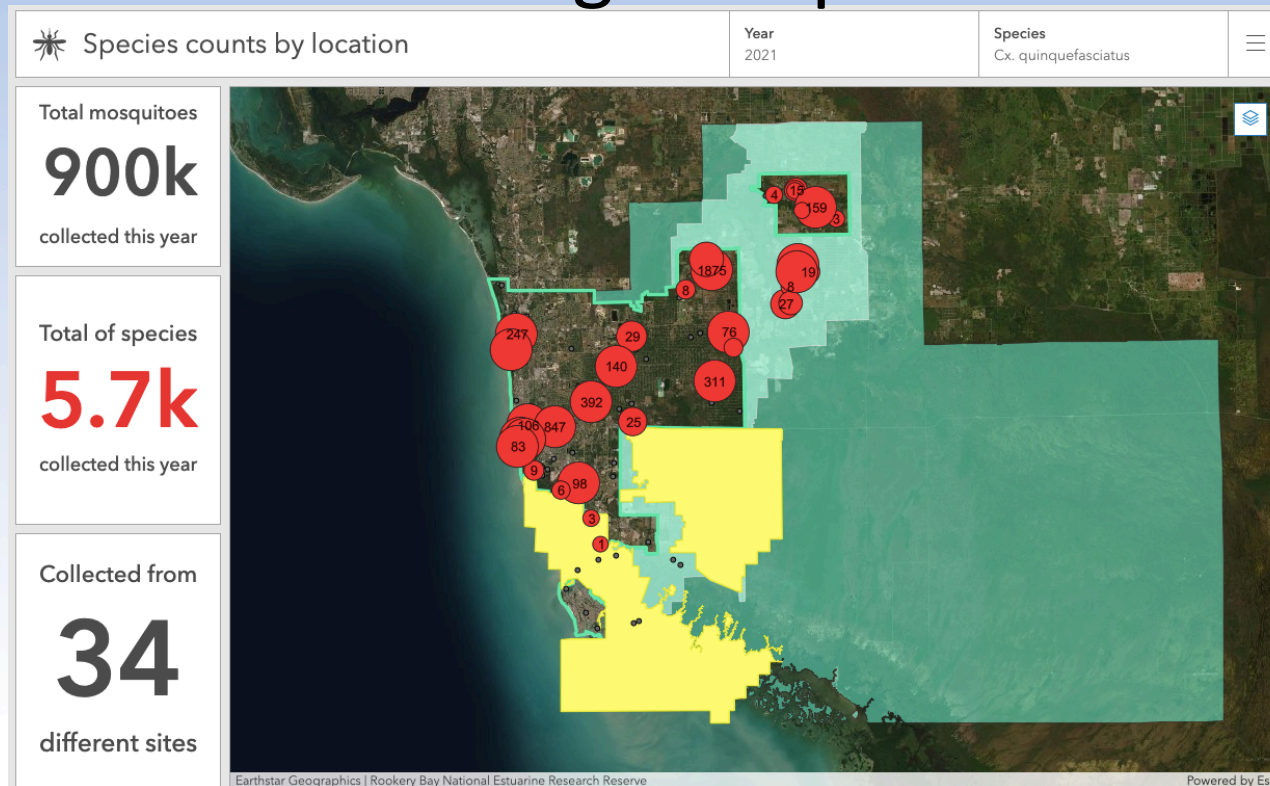 Species counts by location
Year
2021
Species
Cx. quinquefasciatus
Total mosquitoes
900k
collected this year
Total of species
5.7k
collected this year
Collected from
34
different sites
4
15
159
3
1875
8
19
8
27
247
29
76
140
311
392
106
847
25
83
9
6
98
3
1
Earthstar Geographics | Rookery Bay National Estuarine Research Reserve
Powered by Es